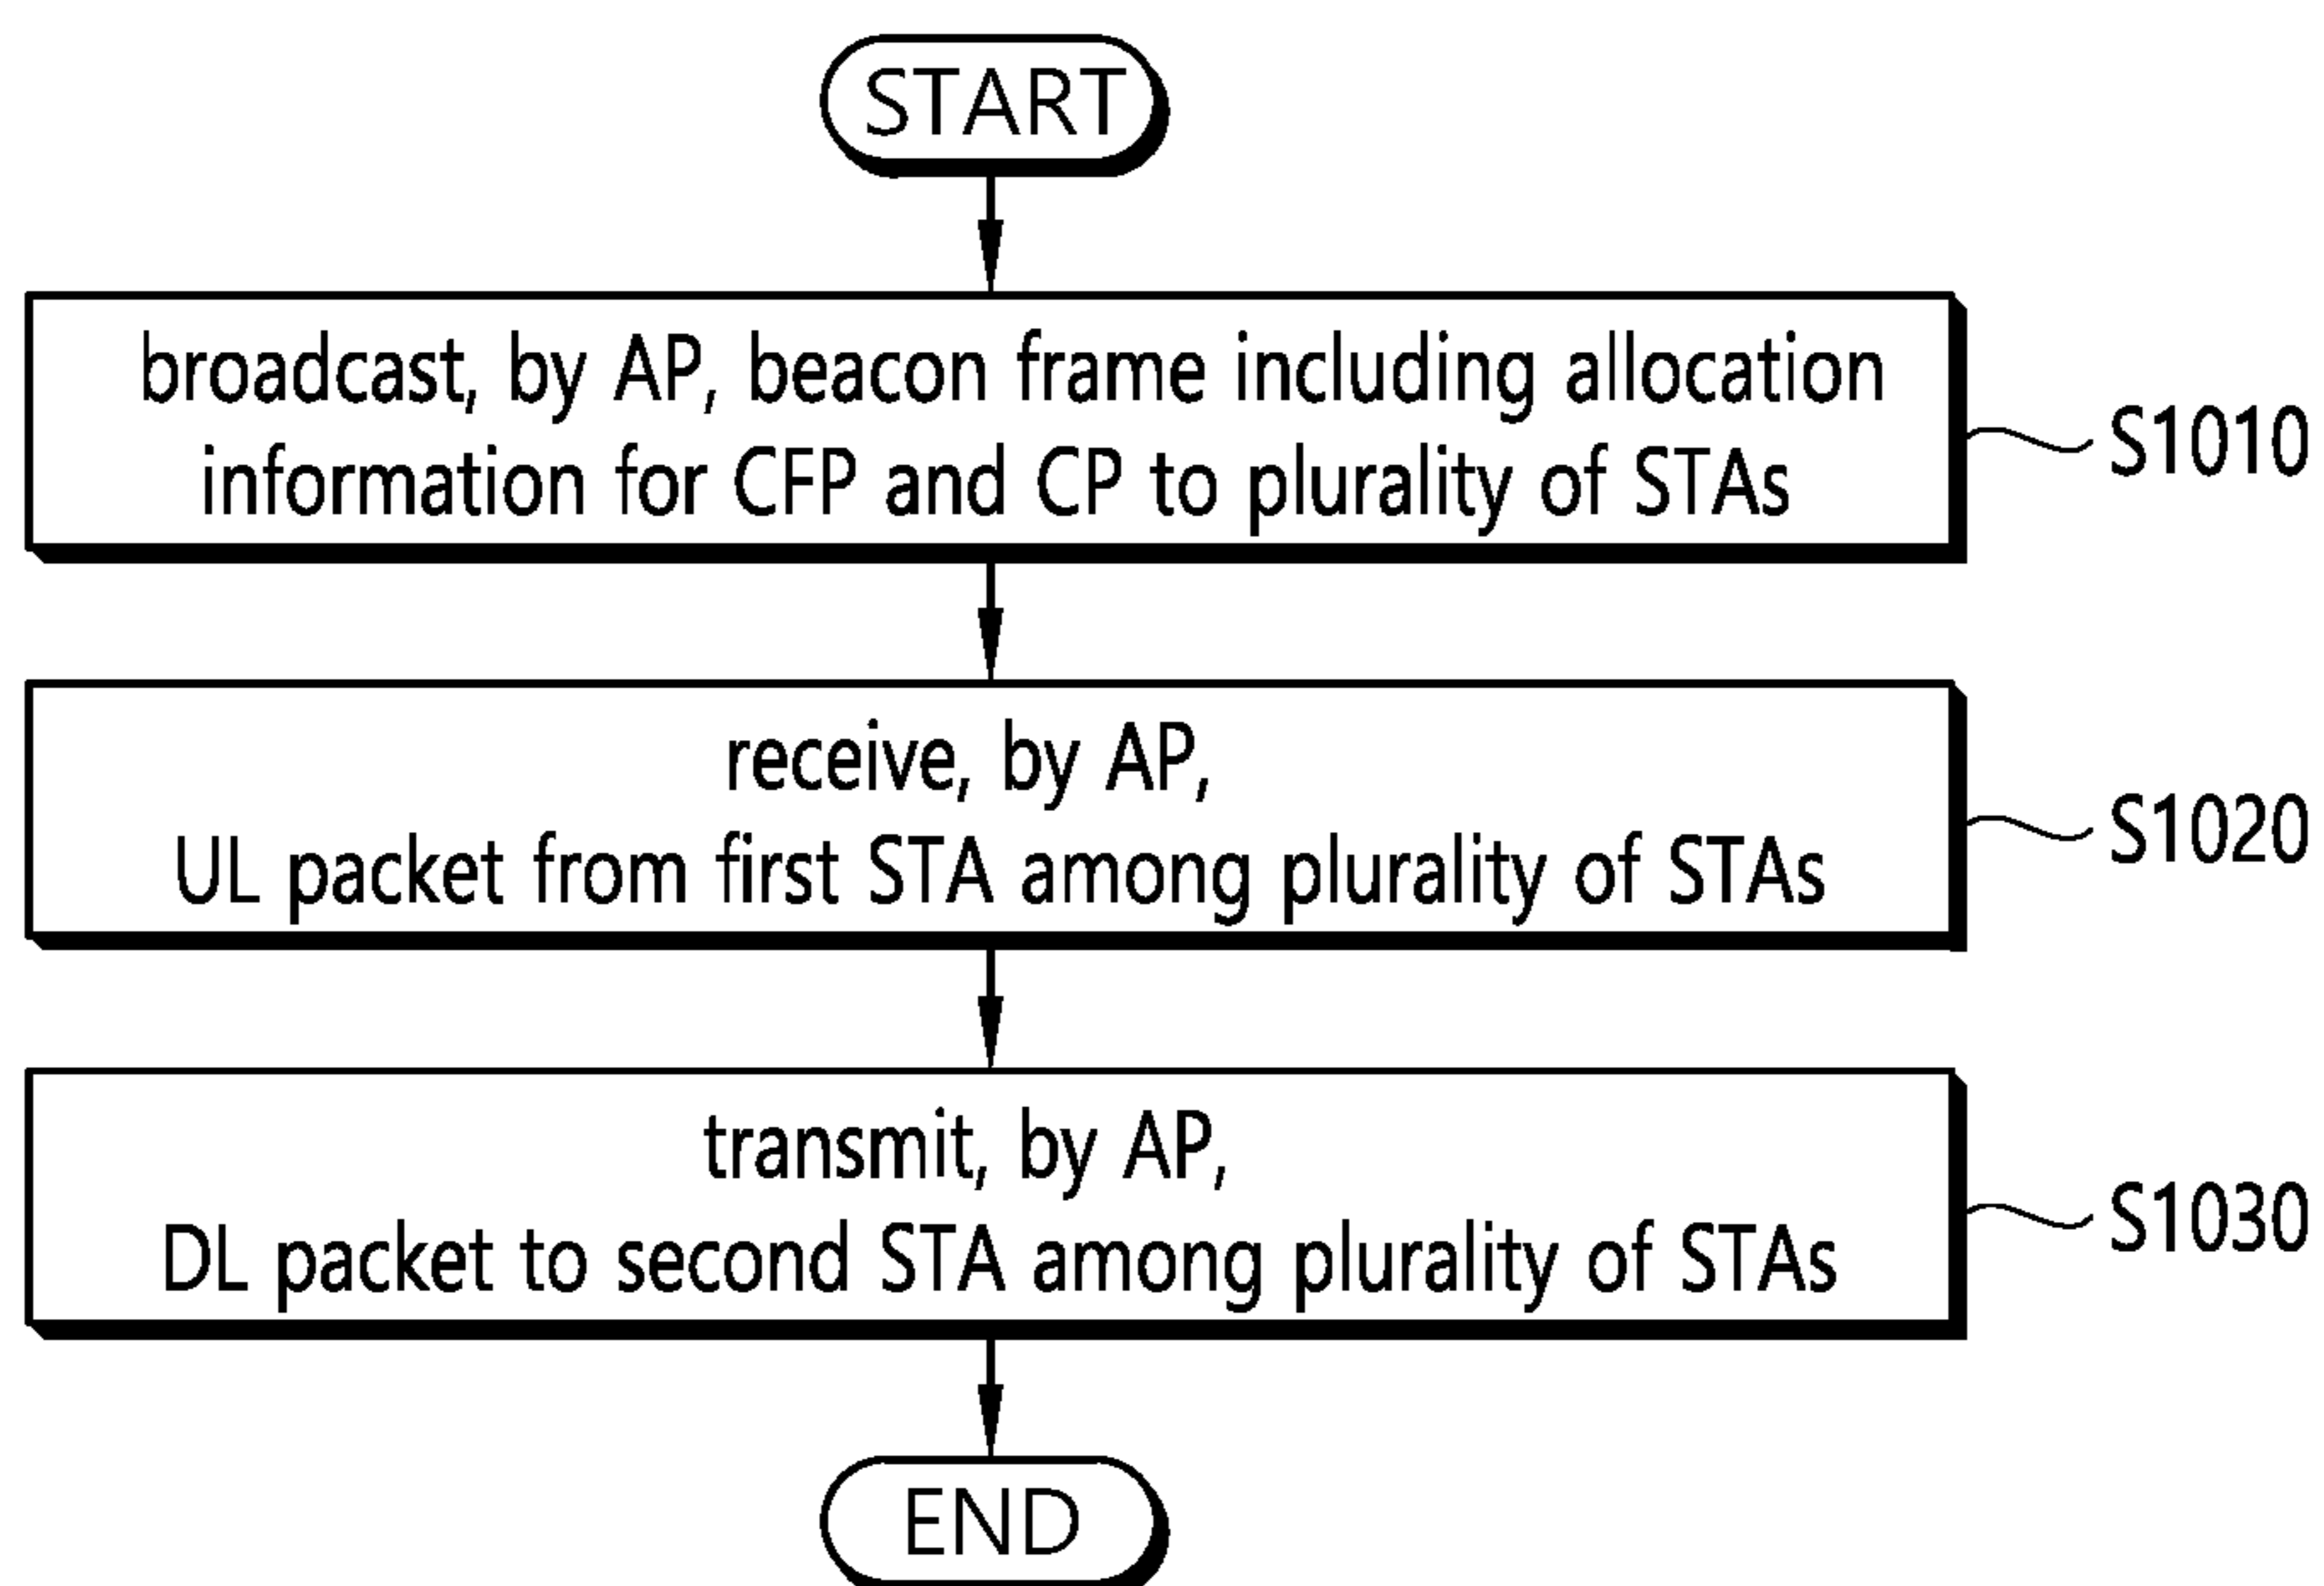 START
broadcast, by AP, beacon frame including allocation
information for CFP and CP to plurality of STAs
S1010
receive, by AP,
UL packet from first STA among plurality of STAs
S1020
transmit, by AP,
DL packet to second STA among plurality of STAs
S1030
END